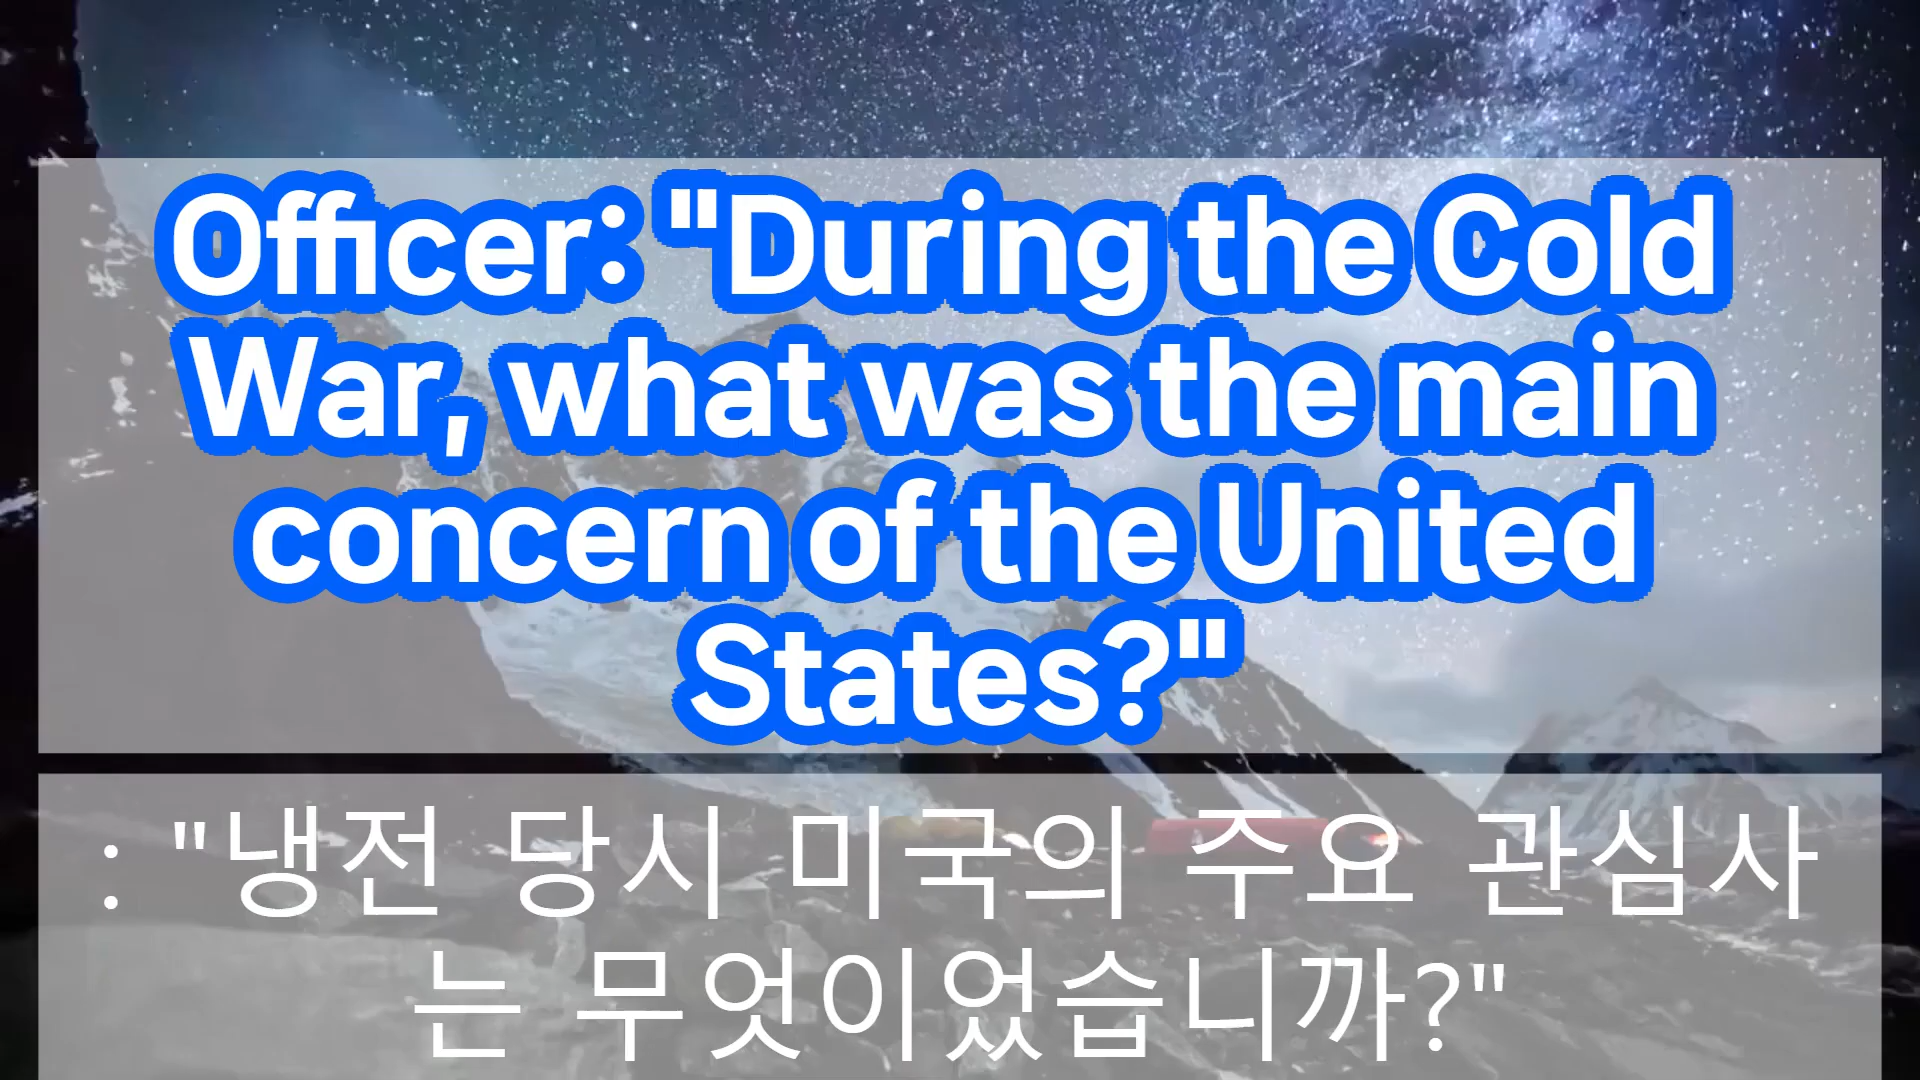 Officer: "During the Cold
War, what was the main
concern of the United
States?"
: "냉전 당시 미국의 주요 관심사
는 무엇이었습니까?"